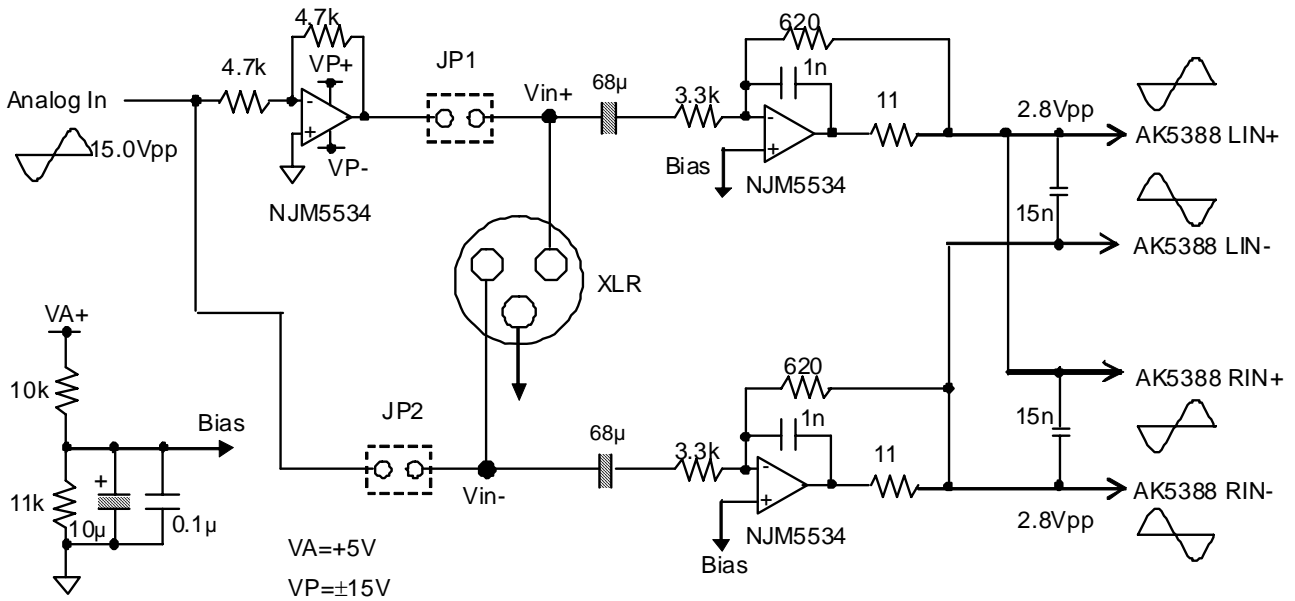 4.7k
4.7k
VP+
JP1
Vin+
68µ
3.3k
620
1n
11
2.8Vpp
Analog In
15.0Vpp
-
+
VP-
NJM5534
-
+
Bias
NJM5534
AK5388 LIN+
15n
AK5388 LIN-
XLR
VA+
10k
Bias
11k
+
10µ
0.1µ
JP2
Vin-
68µ
3.3k
620
1n
11
-
+
NJM5534
Bias
AK5388 RIN+
15n
AK5388 RIN-
2.8Vpp
VA=+5V
VP=±15V